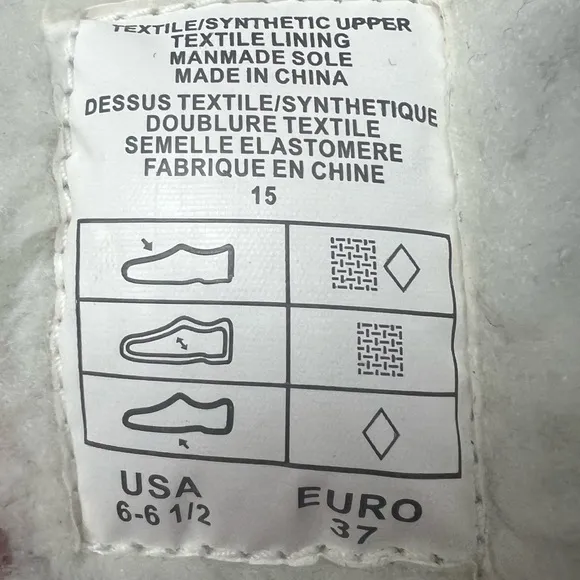 TEXTILE/SYNTHETIC UPPER
TEXTILE LINING
MANMADE SOLE
MADE IN CHINA
DESSUS TEXTILE/SYNTHETIQUE
DOUBLURE TEXTILE
SEMELLE ELASTOMERE
FABRIQUE EN CHINE
15
USA
6-6 1/2
EURO
37